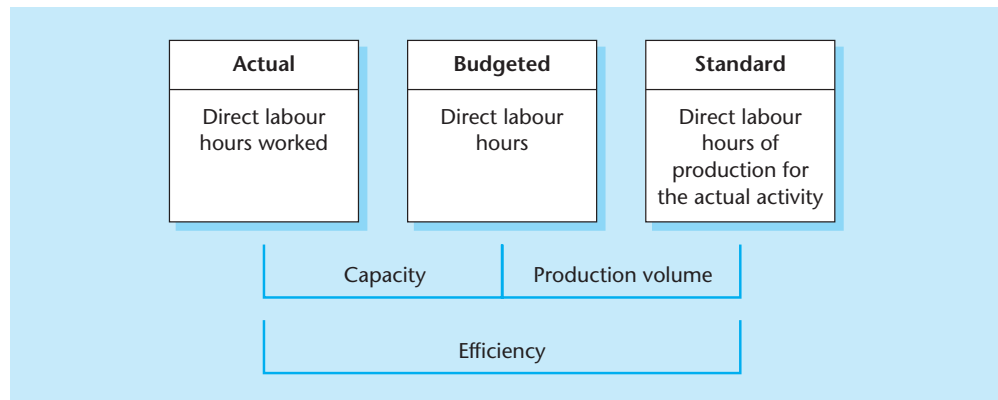 Actual
Direct labour
hours worked
Budgeted
Direct labour
hours
Standard
Direct labour
hours of
production for
the actual activity
Capacity
Production volume
Efficiency